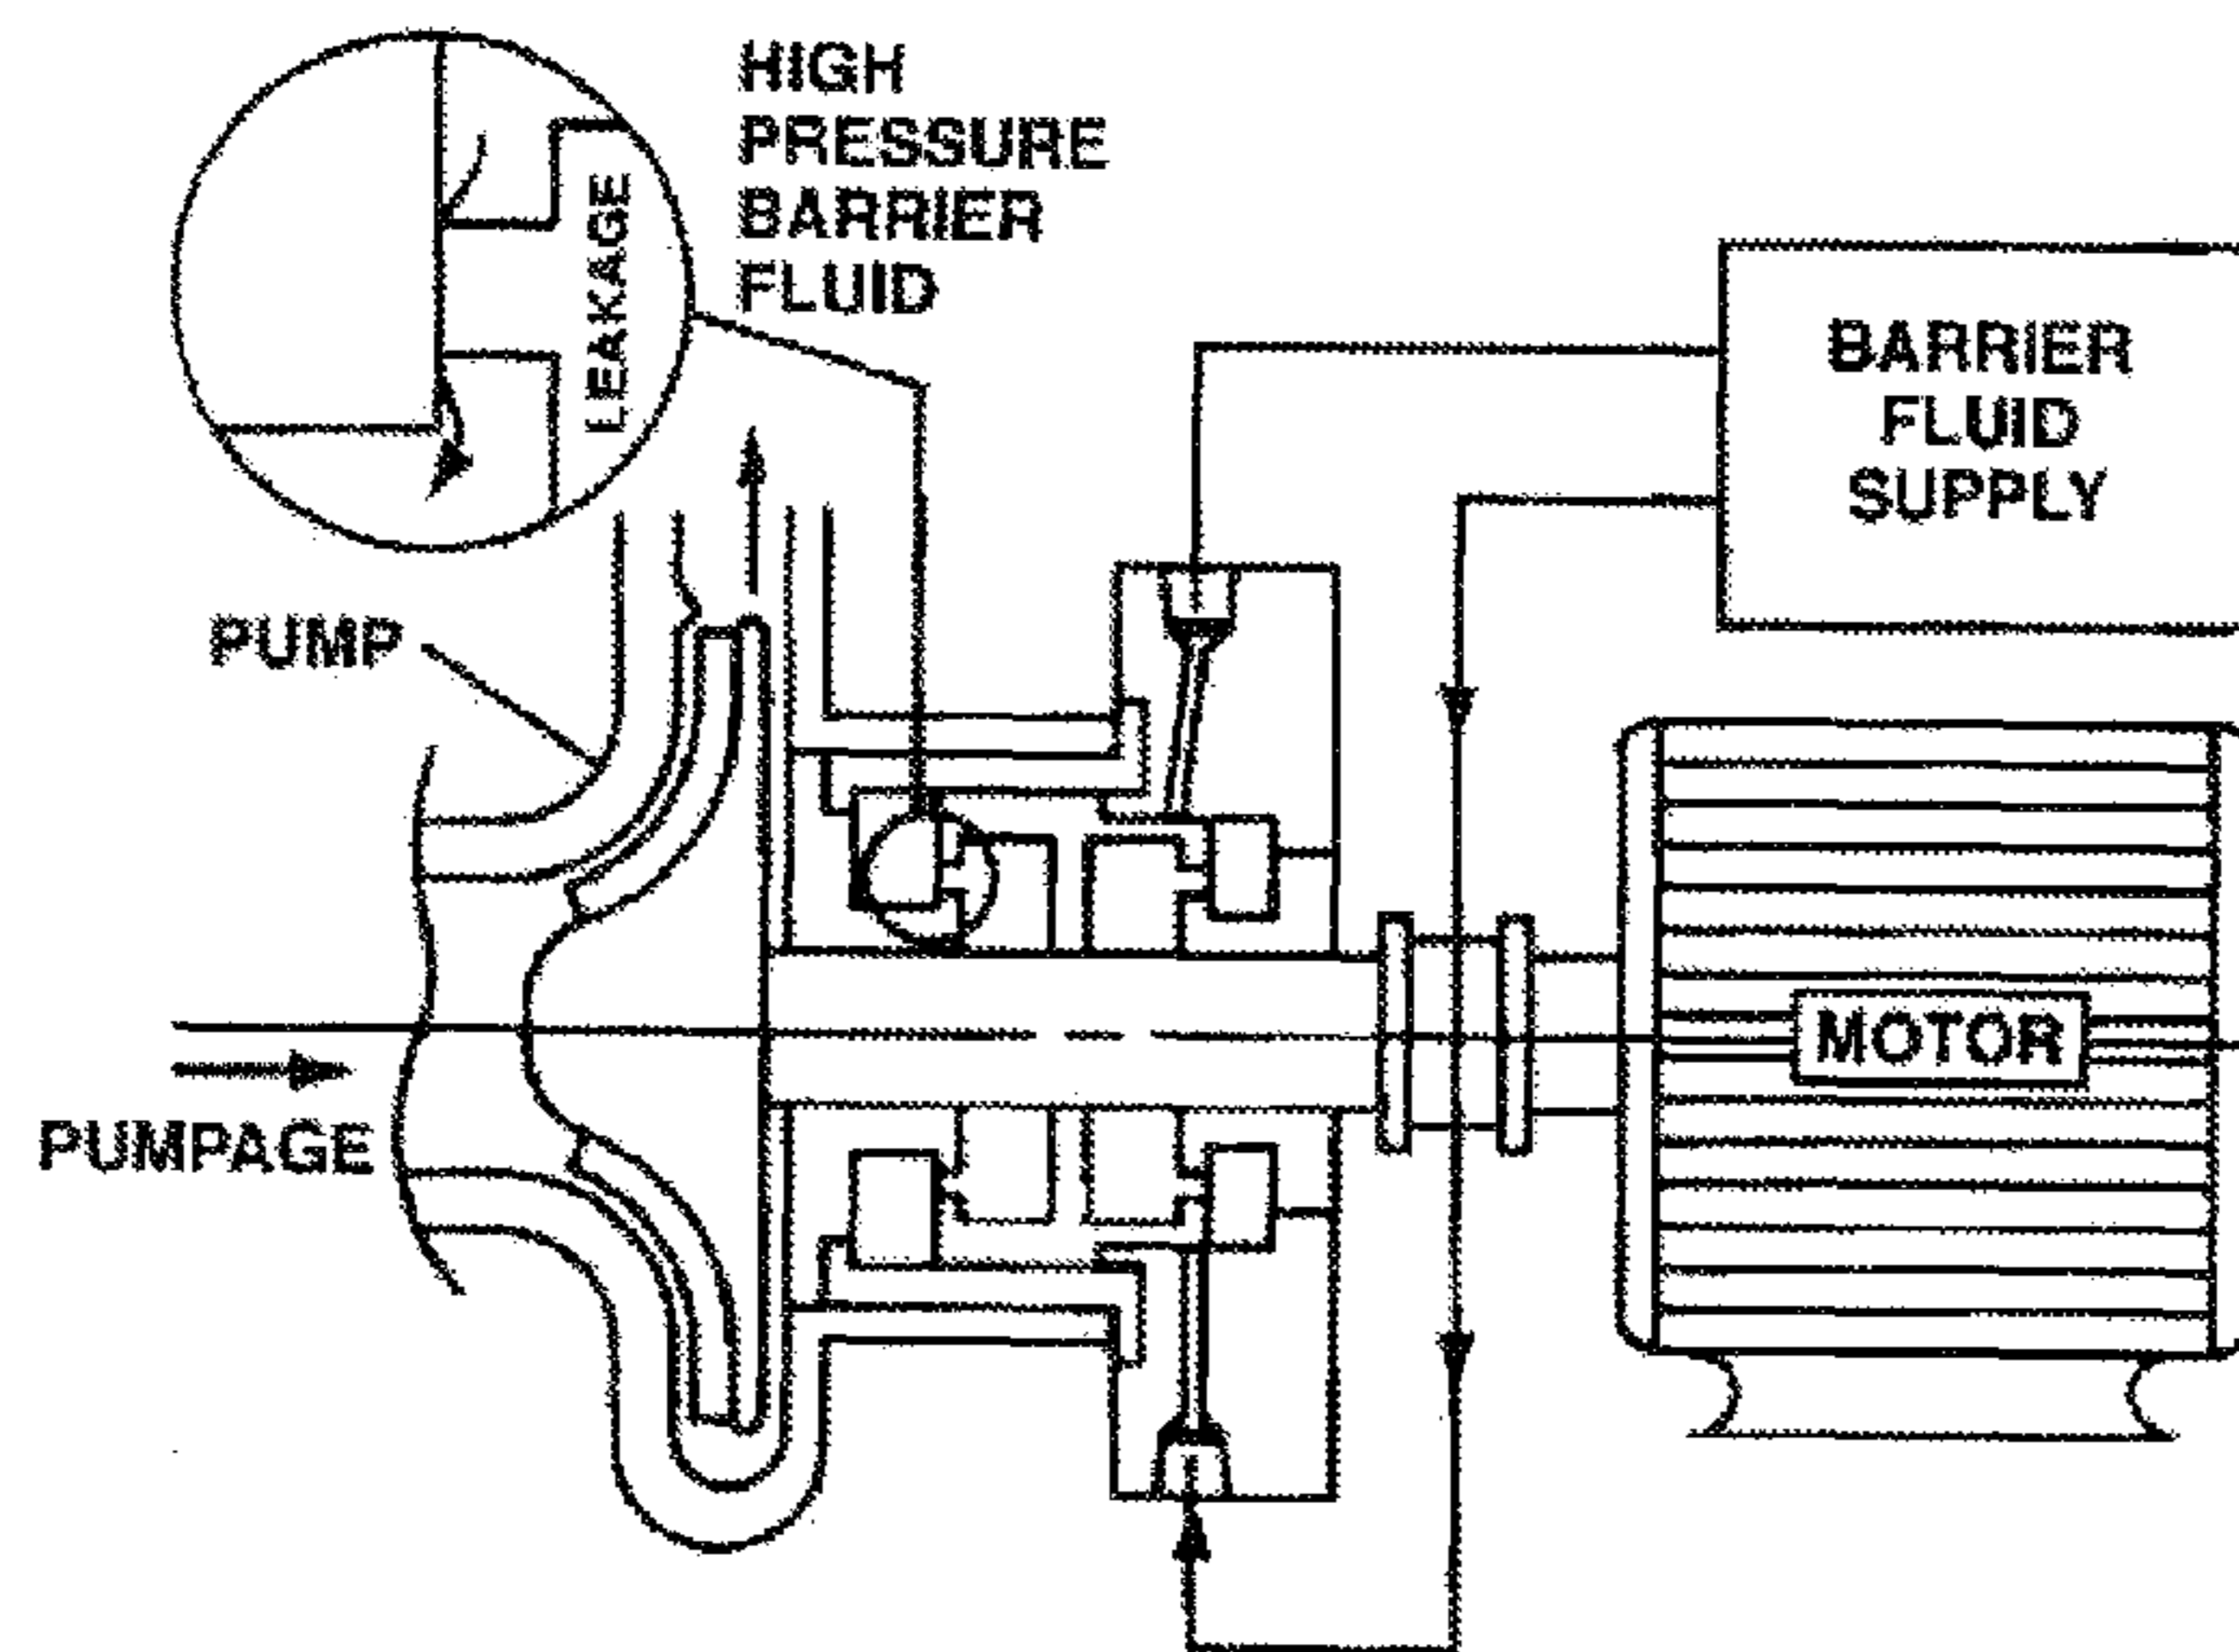 HIGH
PRESSURE
BARRIER
FLUID
LEAKAGE
BARRIER
FLUID
SUPPLY
PUMP
MOTOR
PUMPAGE